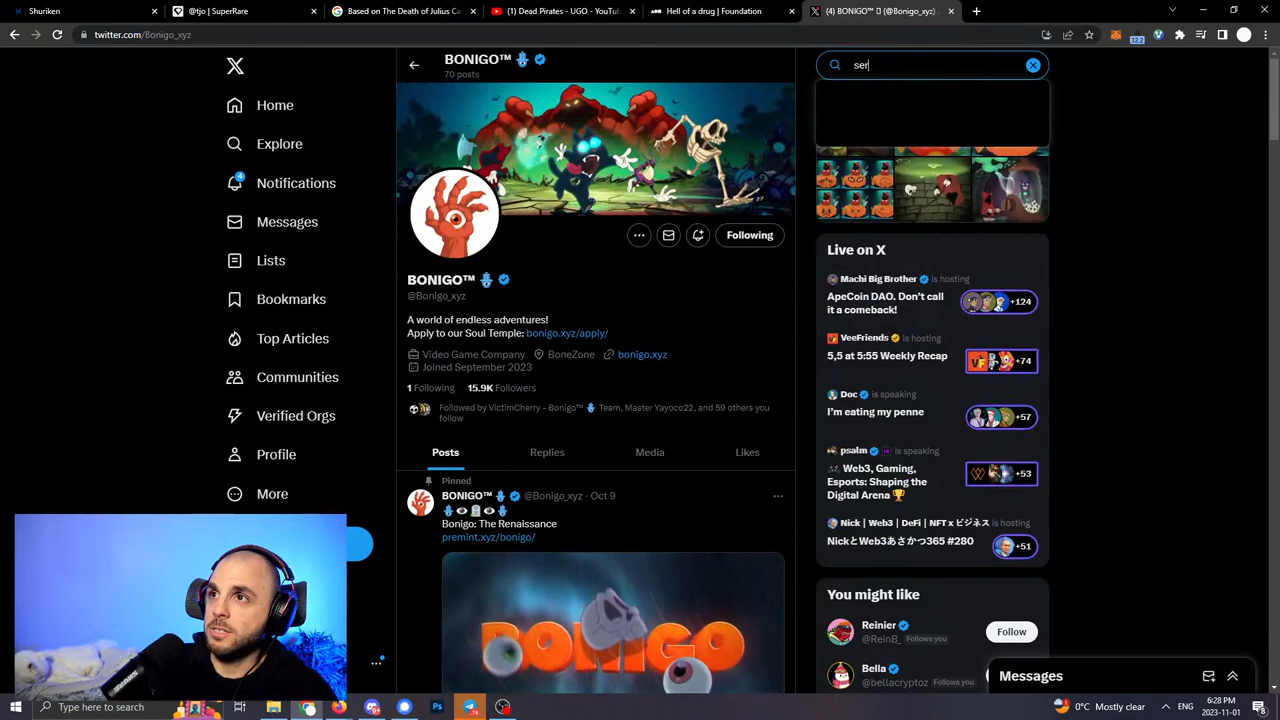 Shuriken
@tjo | SuperRare
Based on The Death of Julius Ca
(1) Dead Pirates - UGO - YouTub
Hell of a drug | Foundation
(4) BONIGO™ (@Bonigo_xyz)
twitter.com/Bonigo_xyz
32.2
Home
Explore
4
Notifications
Messages
Lists
Bookmarks
Top Articles
Communities
Verified Orgs
Profile
More
BONIGO™
70 posts
Following
BONIGO™
@Bonigo_xyz
A world of endless adventures!
Apply to our Soul Temple: bonigo.xyz/apply/
Video Game Company BoneZone bonigo.xyz
Joined September 2023
1 Following 15.9K Followers
Followed by VictimCherry - Bonigo™ Team, Master Yayoco22, and 59 others you
follow
Posts
Replies
Media
Likes
Pinned
BONIGO™ @Bonigo_xyz · Oct 9
Bonigo: The Renaissance
premint.xyz/bonigo/
BONIGO
ser
Live on X
Machi Big Brother is hosting
ApeCoin DAO. Don't call
it a comeback!
+124
VeeFriends is hosting
5,5 at 5:55 Weekly Recap
+74
Doc is speaking
I'm eating my penne
+57
psalm is speaking
Web3, Gaming,
Esports: Shaping the
Digital Arena
+53
Nick | Web3 | DeFi | NFT x ビジネス is hosting
NickとWeb3あさかつ365 #280
+51
You might like
Reinier
@ReinB_ Follows you
Follow
Bella
@bellacryptoz Follows you
Messages
Type here to search
0°C Mostly clear
ENG
6:28 PM
2023-11-01